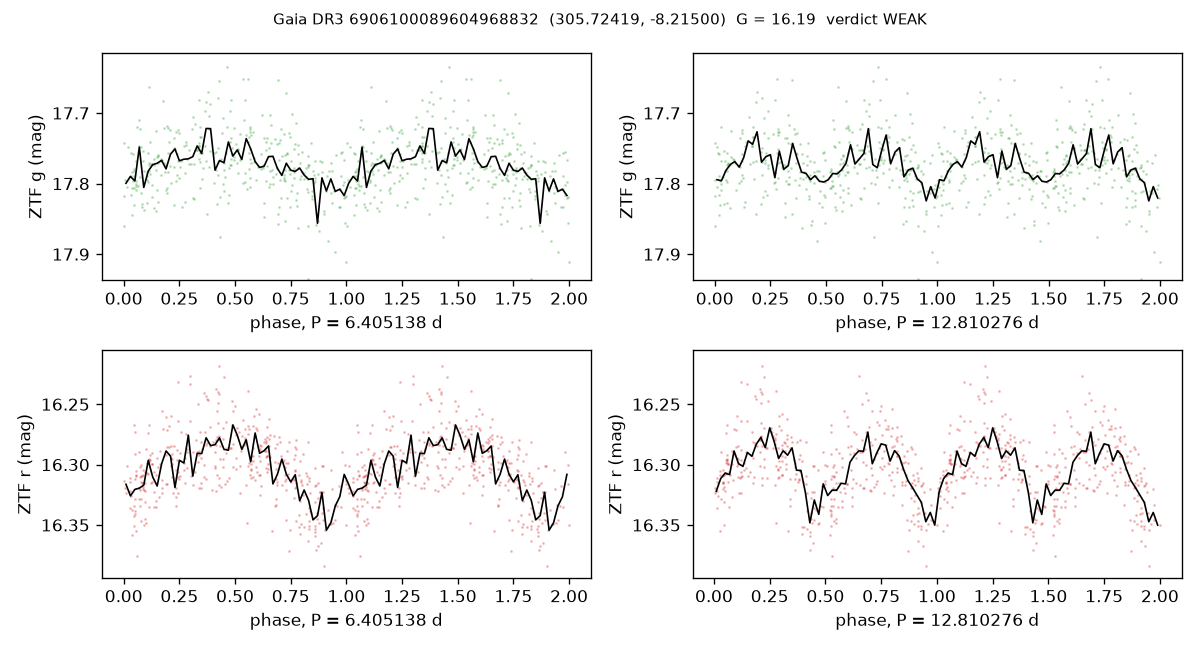 Gaia DR3 6906100089604968832 (305.72419, -8.21500) G = 16.19 verdict WEAK
ZTF g (mag)
17.7
17.8
17.9
0.00 0.25 0.50 0.75 1.00 1.25 1.50 1.75 2.00
phase, P = 6.405138 d
ZTF g (mag)
17.7
17.8
17.9
0.00 0.25 0.50 0.75 1.00 1.25 1.50 1.75 2.00
phase, P = 12.810276 d
ZTF r (mag)
16.25
16.30
16.35
0.00 0.25 0.50 0.75 1.00 1.25 1.50 1.75 2.00
phase, P = 6.405138 d
ZTF r (mag)
16.25
16.30
16.35
0.00 0.25 0.50 0.75 1.00 1.25 1.50 1.75 2.00
phase, P = 12.810276 d